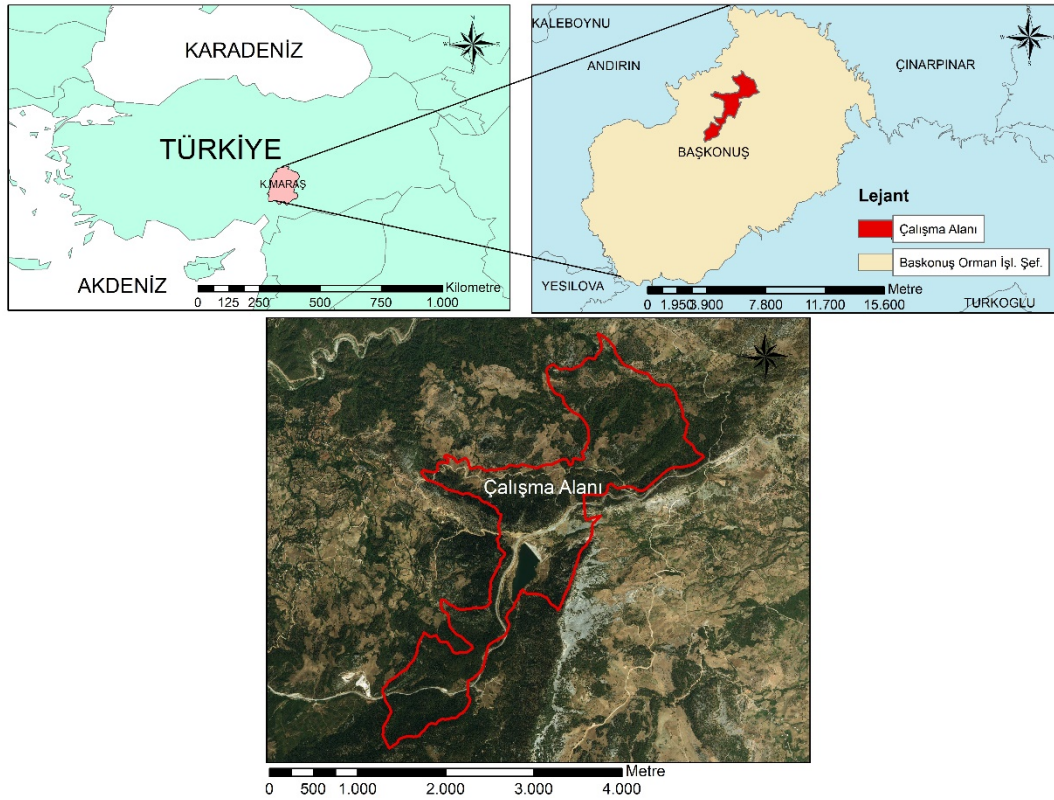 KARADENİZ
TÜRKİYE
K.MARAŞ
AKDENİZ
0 125 250 500 750 1.000 Kilometre
KALEBOYNU
ANDIRIN
ÇINARPINAR
BAŞKONUŞ
Lejant
Çalışma Alanı
Baskonuş Orman İşl. Şef.
YEŞILOVA
Metre
0 1.950 3.900 7.800 11.700 15.600
TURKOGLU
Çalışma Alanı
Metre
0 500 1.000 2.000 3.000 4.000